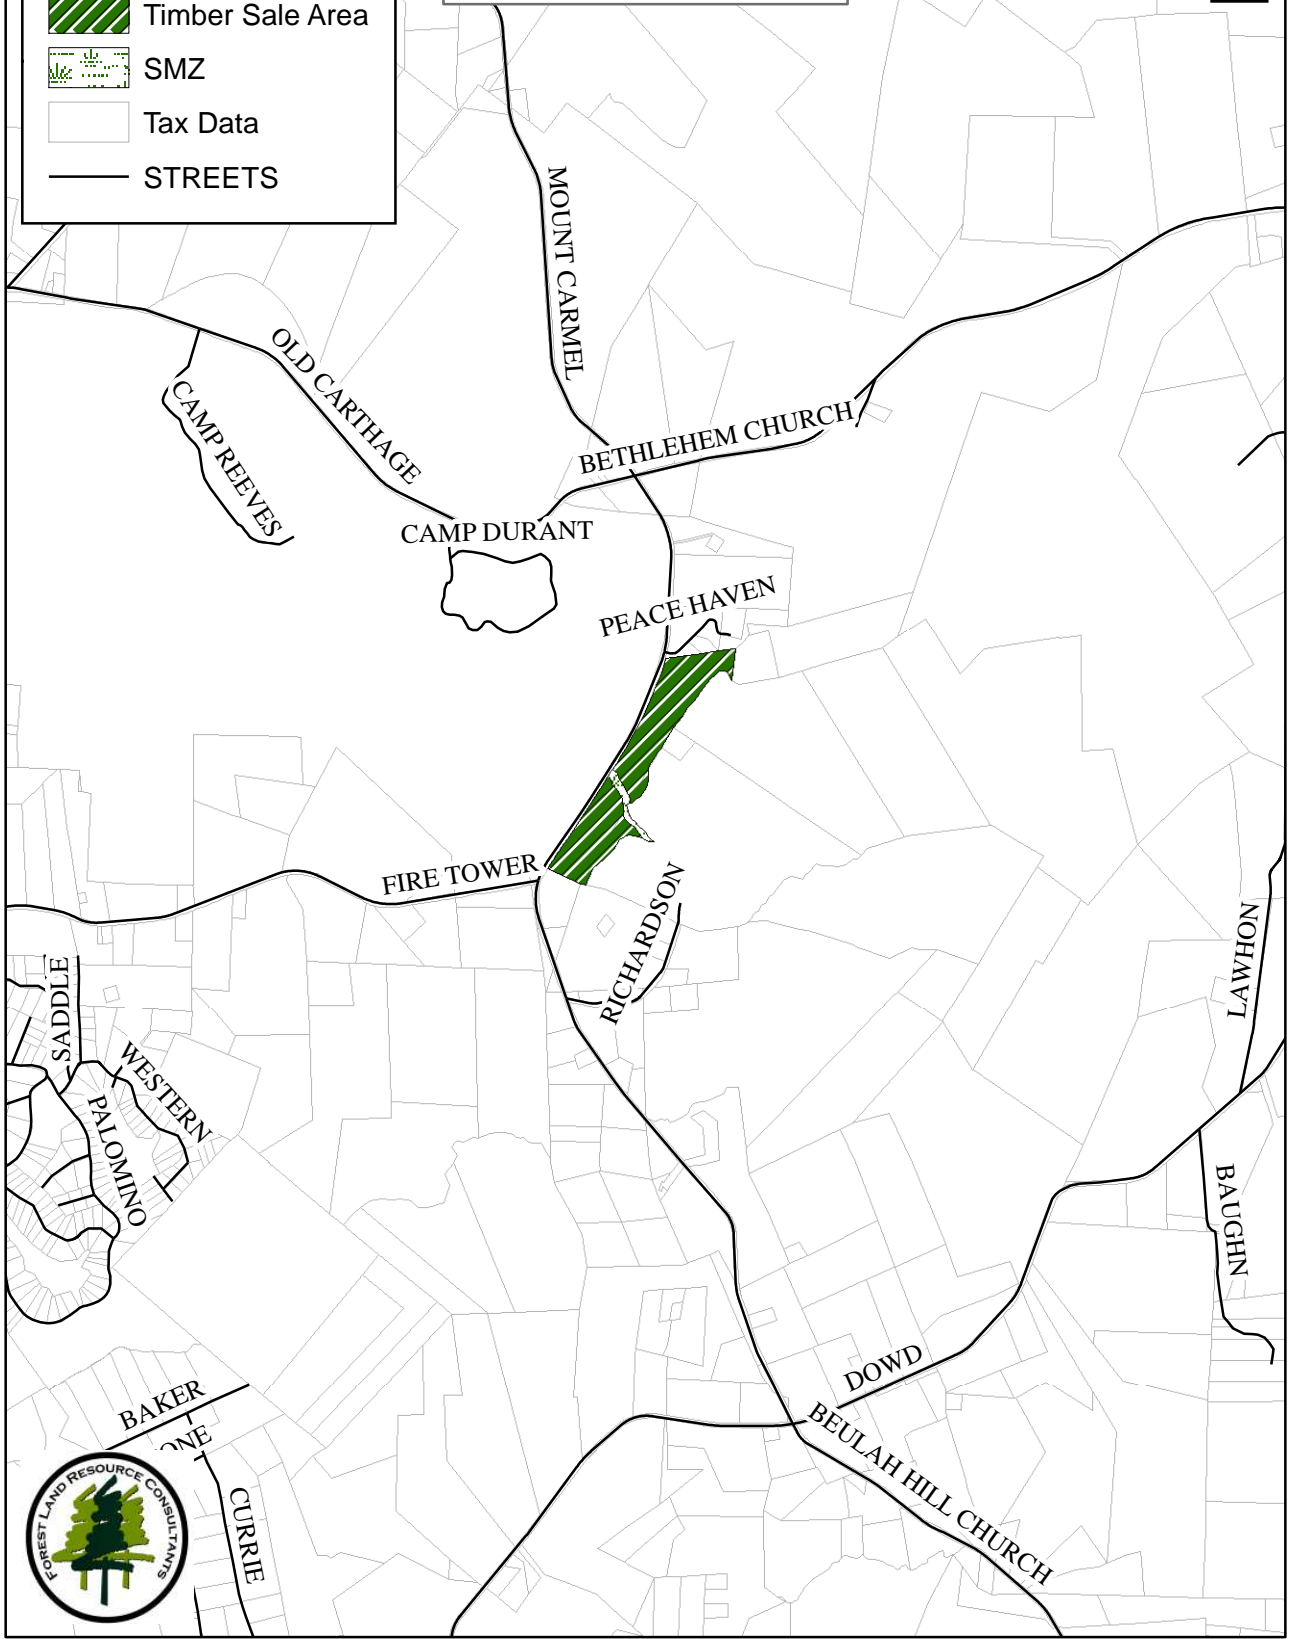 Timber Sale Area
SMZ
Tax Data
STREETS
MOUNT CARMEL
OLD CARTHAGE
CAMP REEVES
BETHLEHEM CHURCH
CAMP DURANT
PEACE HAVEN
FIRE TOWER
RICHARDSON
LAWHON
SADDLE
WESTERN
PALOMINO
BAUGHN
DOWD
BAKER
BEULAH HILL CHURCH
CURRIE
FOREST LAND RESOURCE CONSULTANTS